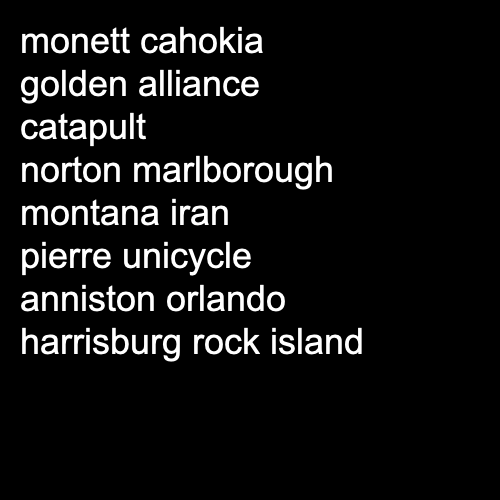 monett cahokia
golden alliance
catapult
norton marlborough
montana iran
pierre unicycle
anniston orlando
harrisburg rock island